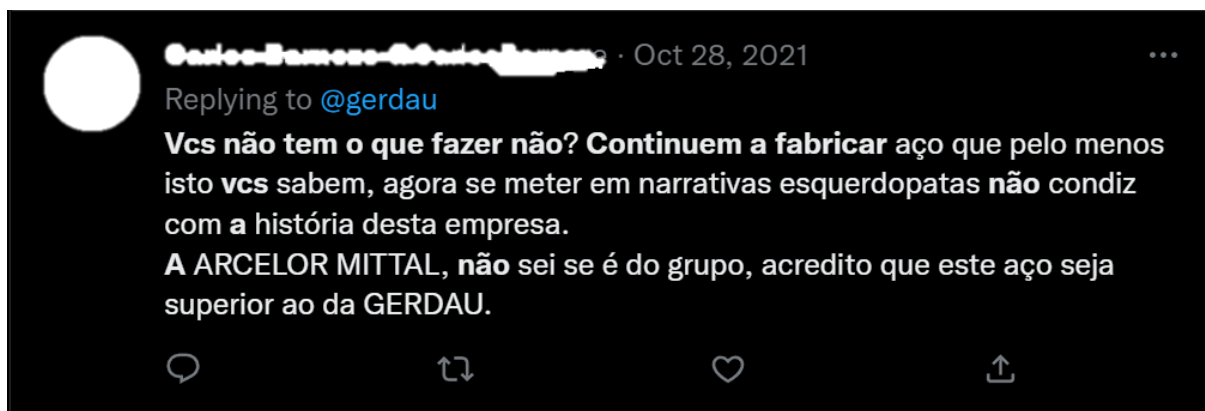 · Oct 28, 2021
Replying to @gerdau
Vcs não tem o que fazer não? Continuem a fabricar aço que pelo menos
isto vcs sabem, agora se meter em narrativas esquerdopatas não condiz
com a história desta empresa.
A ARCELOR MITTAL, não sei se é do grupo, acredito que este aço seja
superior ao da GERDAU.